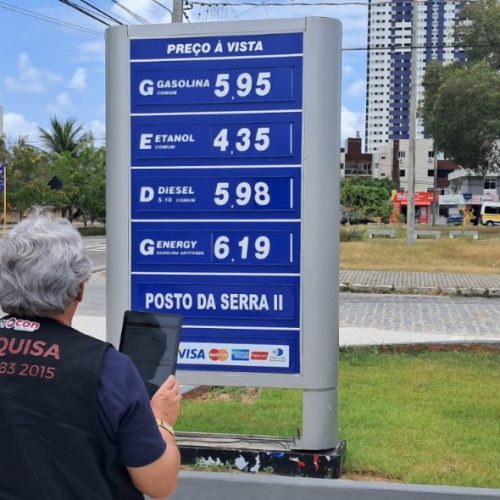 PREÇO À VISTA
G GASOLINA COMUM 5,95
E ETANOL COMUM 4,35
D DIESEL S-10 COMUM 5,98
G ENERGY GASOLINA ADITIVADA 6,19
POSTO DA SERRA II
VISA
con
QUISA
83 2015